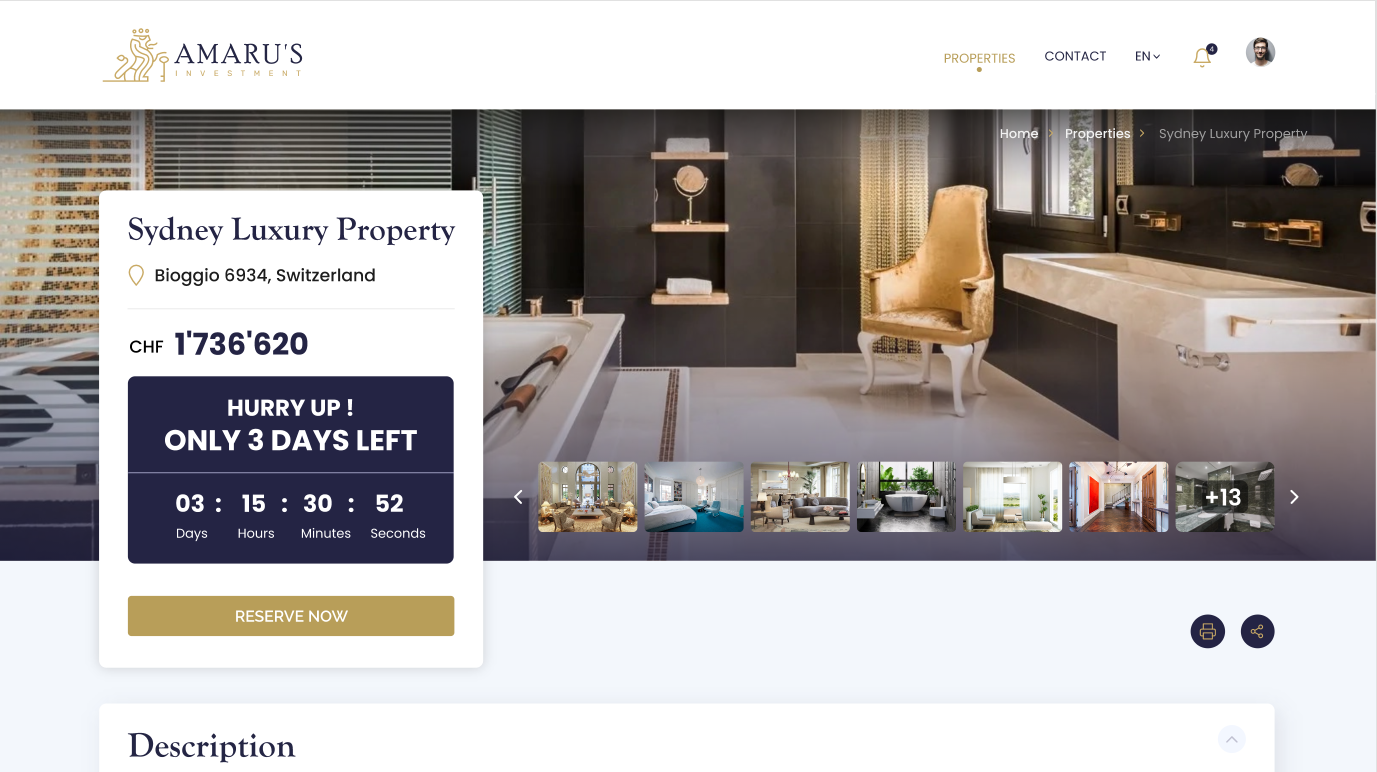 AMARU'S
INVESTMENT
PROPERTIES
CONTACT
EN
4
Home
Properties
Sydney Luxury Property
Sydney Luxury Property
Bioggio 6934, Switzerland
CHF 1'736'620
HURRY UP !
ONLY 3 DAYS LEFT
03 : 15 : 30 : 52
Days Hours Minutes Seconds
RESERVE NOW
+13
Description